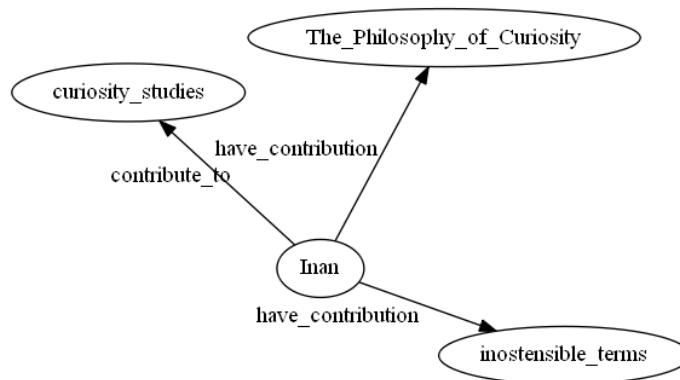 The_Philosophy_of_Curiosity
curiosity_studies
have_contribution
contribute_to
Inan
have_contribution
inostensible_terms